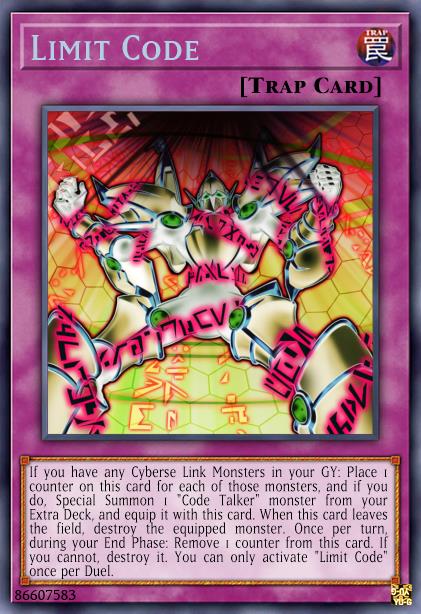 Limit Code
TRAP
罠
[Trap Card]
If you have any Cyberse Link Monsters in your GY: Place 1
counter on this card for each of those monsters, and if you
do, Special Summon 1 "Code Talker" monster from your
Extra Deck, and equip it with this card. When this card leaves
the field, destroy the equipped monster. Once per turn,
during your End Phase: Remove 1 counter from this card. If
you cannot, destroy it. You can only activate "Limit Code"
once per Duel.
86607583